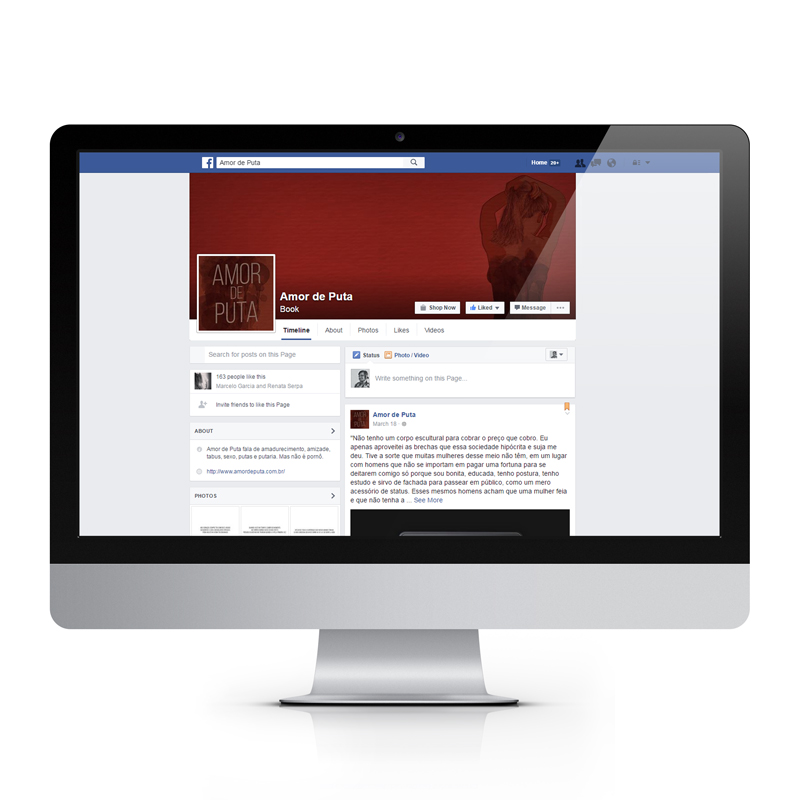 Amor de Puta
Home 20+
AMOR
DE
PUTA
Amor de Puta
Book
Shop Now
Liked
Message
Timeline
About
Photos
Likes
Videos
Search for posts on this Page
163 people like this
Marcelo Garcia and Renata Serpa
Invite friends to like this Page
ABOUT
Amor de Puta fala de amadurecimento, amizade,
tabus, sexo, putas e putaria. Mas não é pornô.
http://www.amordeputa.com.br/
PHOTOS
Status
Photo / Video
Write something on this Page...
Amor de Puta
March 18
"Não tenho um corpo escultural para cobrar o preço que cobro. Eu
apenas aproveitei as brechas que essa sociedade hipócrita e suja me
deu. Tive a sorte que muitas mulheres desse meio não têm, em um lugar
com homens que não se importam em pagar uma fortuna para se
deitarem comigo só porque sou bonita, educada, tenho postura, tenho
estudo e sirvo de fachada para passear em público, como um mero
acessório de status. Esses mesmos homens acham que uma mulher feia
e que não tenha a ... See More